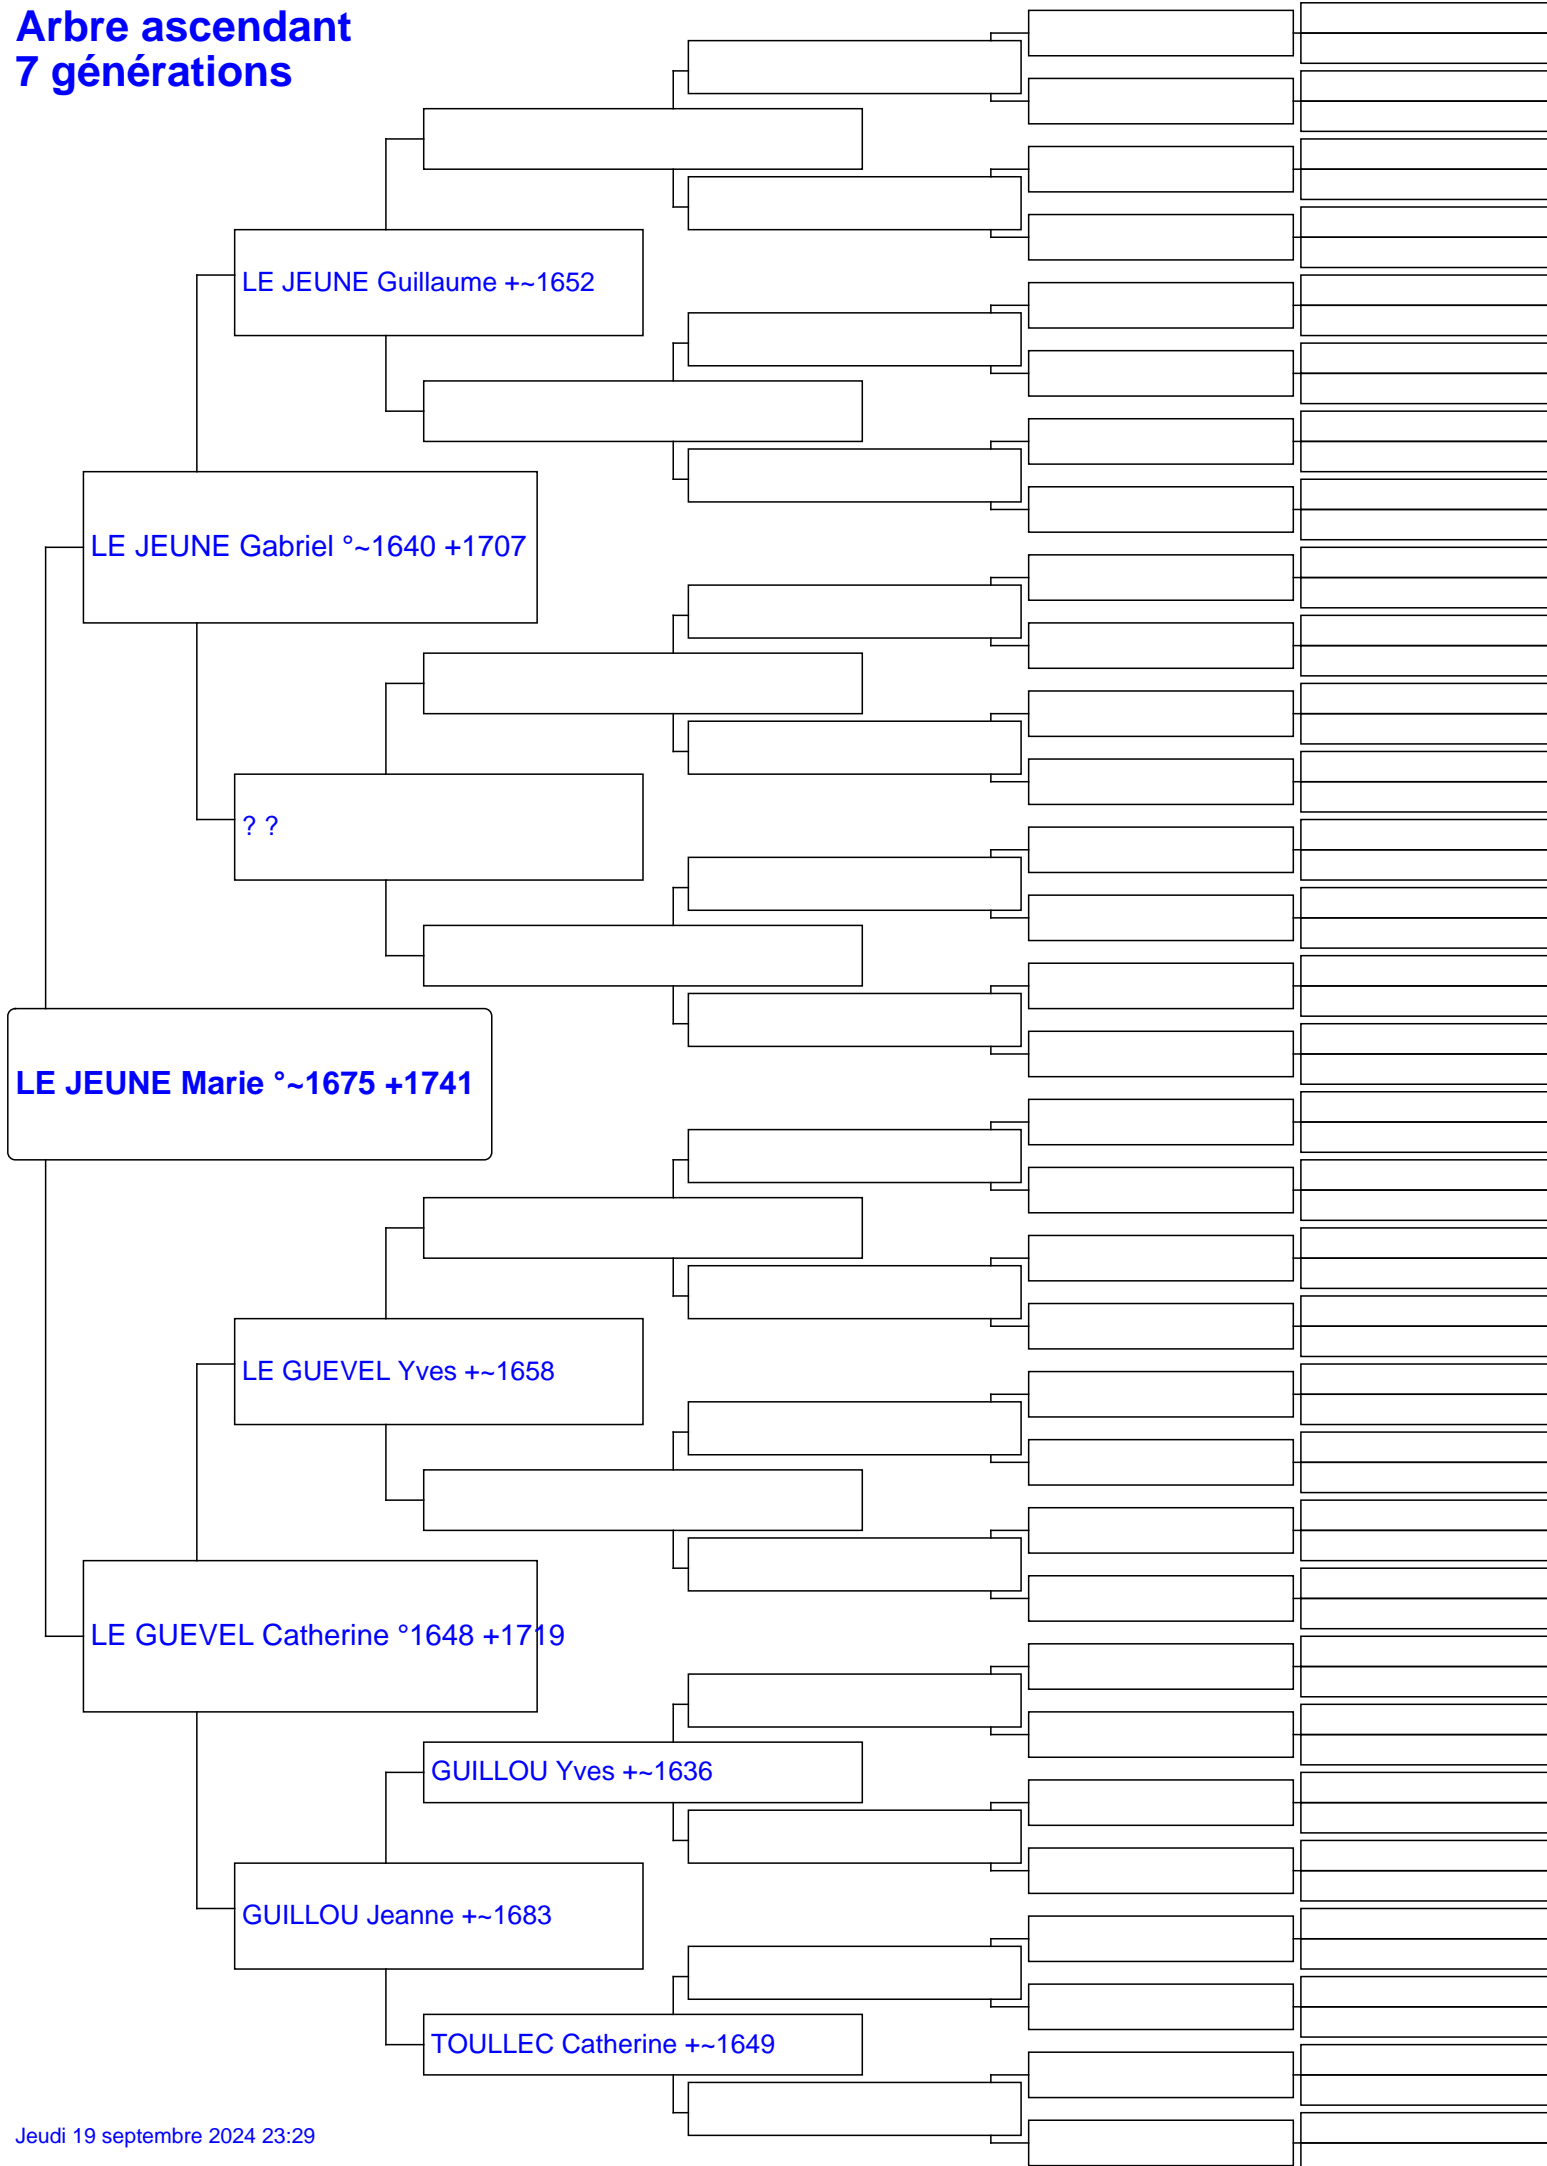 Arbre ascendant
7 générations
LE JEUNE Guillaume +~1652
LE JEUNE Gabriel °~1640 +1707
? ?
LE JEUNE Marie °~1675 +1741
LE GUEVEL Yves +~1658
LE GUEVEL Catherine °1648 +1719
GUILLOU Yves +~1636
GUILLOU Jeanne +~1683
TOULLEC Catherine +~1649
Jeudi 19 septembre 2024 23:29